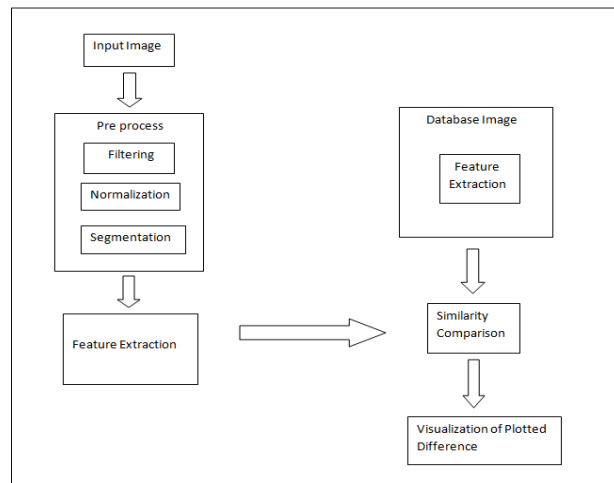 Input Image
Pre process
Filtering
Normalization
Segmentation
Feature Extraction
Database Image
Feature
Extraction
Similarity
Comparison
Visualization of Plotted
Difference